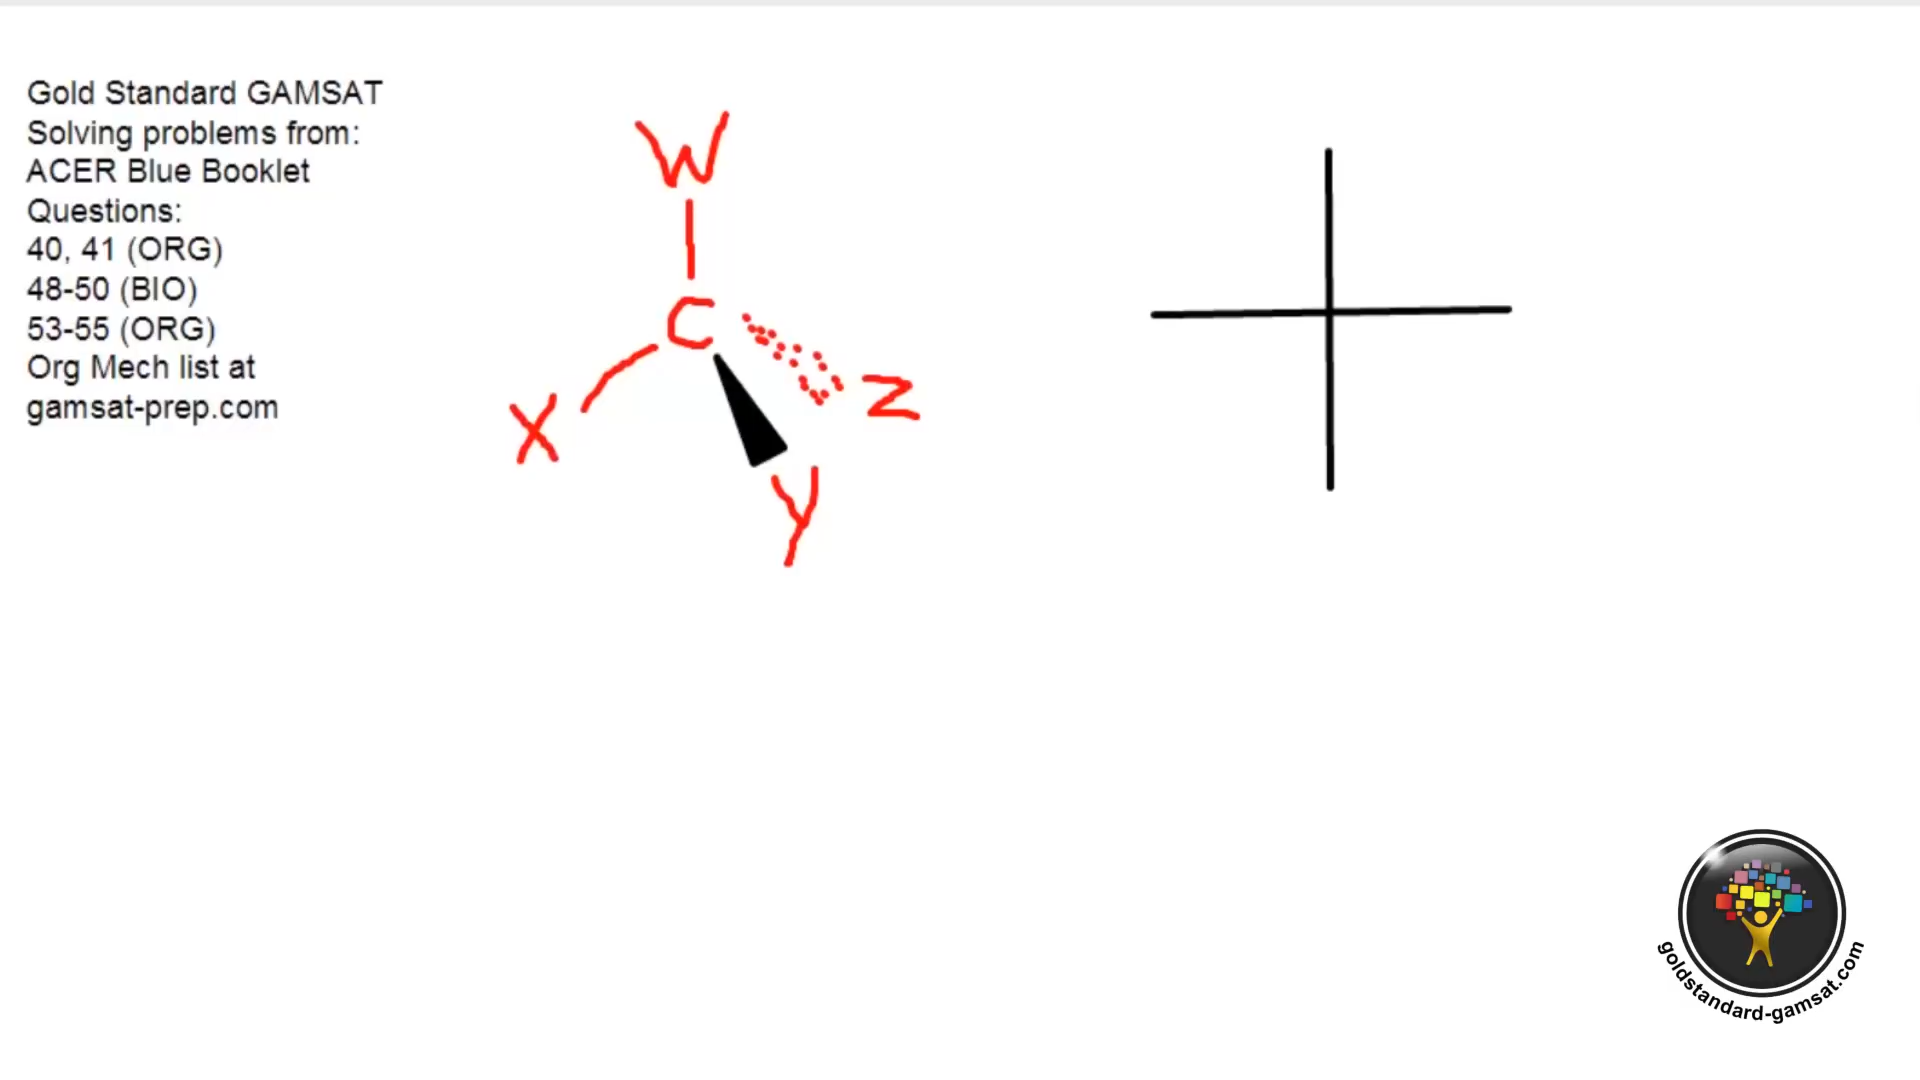 Gold Standard GAMSAT
Solving problems from:
ACER Blue Booklet
Questions:
40, 41 (ORG)
48-50 (BIO)
53-55 (ORG)
Org Mech list at
gamsat-prep.com
W
C
X
Z
Y
goldstandard-gamsat.com